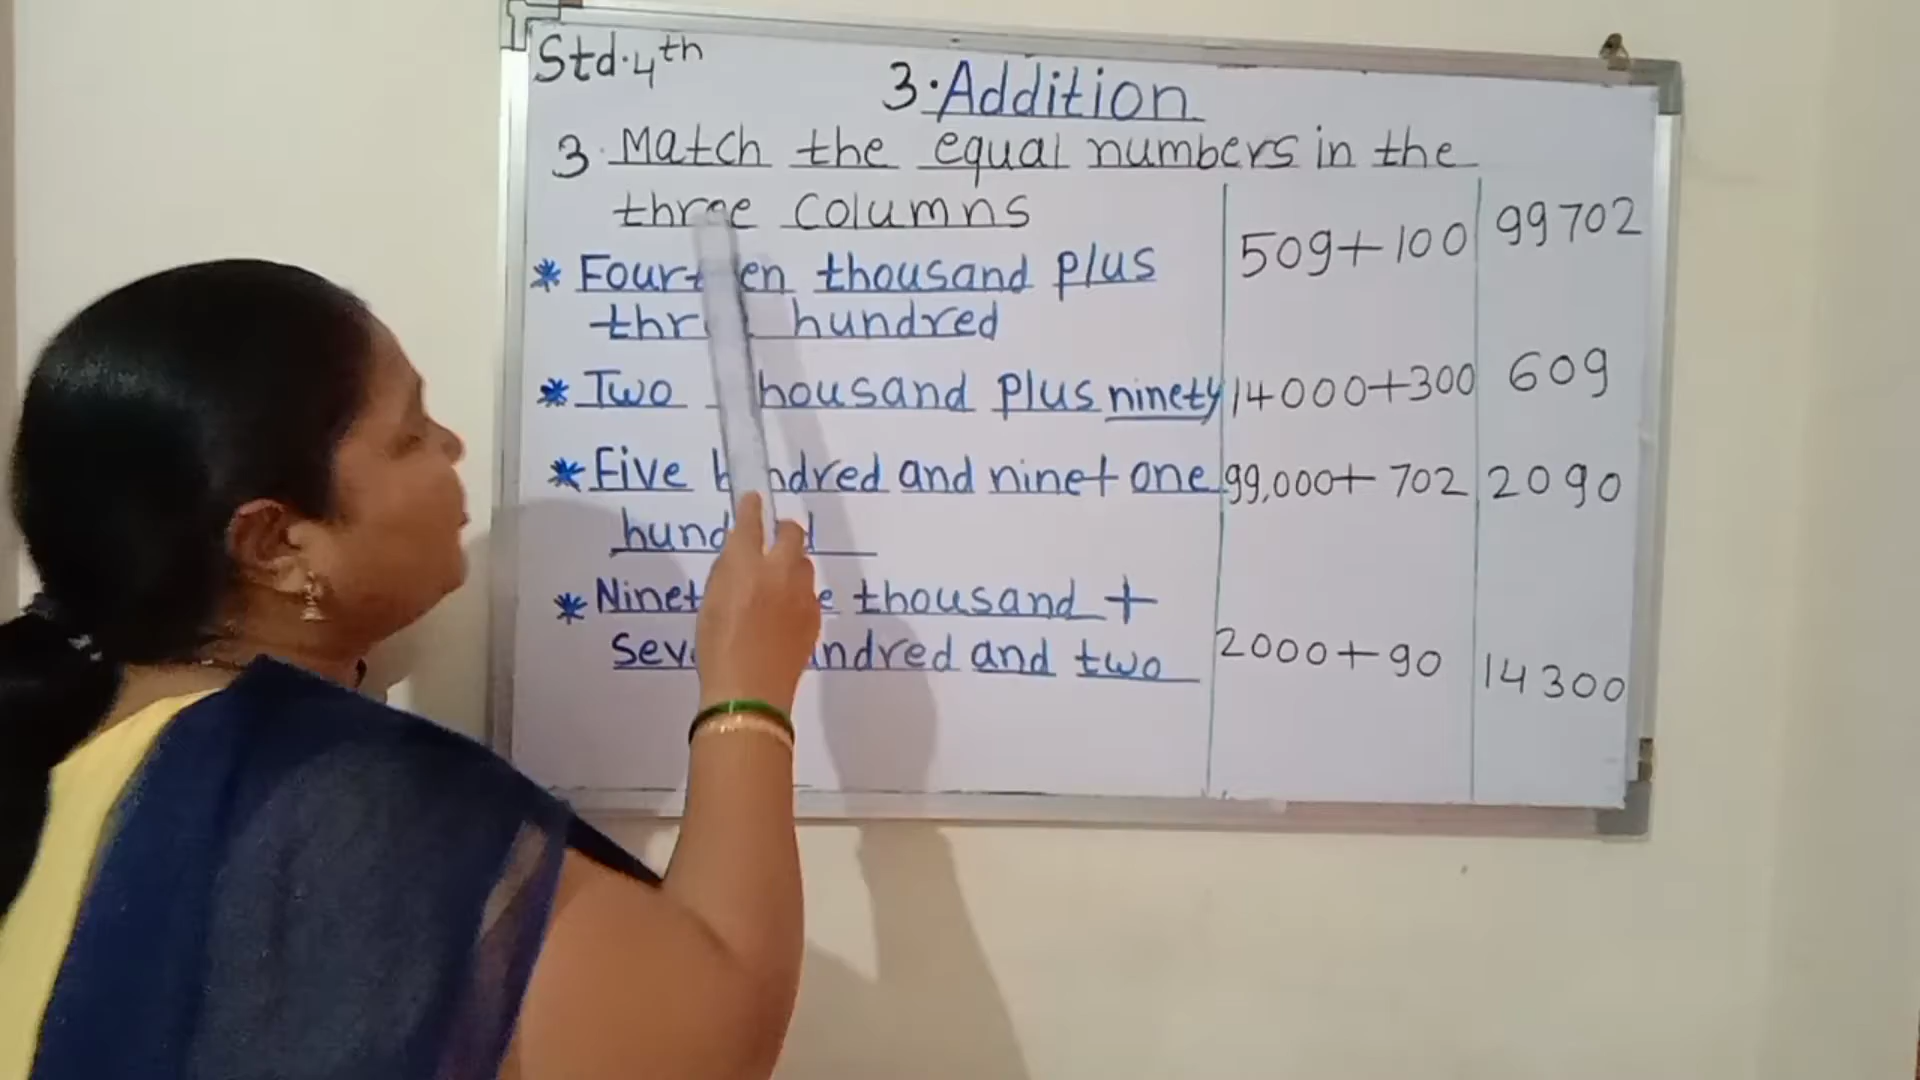 Std.4th
3.Addition
3. Match the equal numbers in the
three columns
* Fourteen thousand plus
three hundred
* Two thousand plus ninety
* Five hundred and nine+ one
hundred
* Ninety nine thousand +
Seven hundred and two
509+100
14000+300
99,000+ 702
2000+90
99702
609
2090
14300